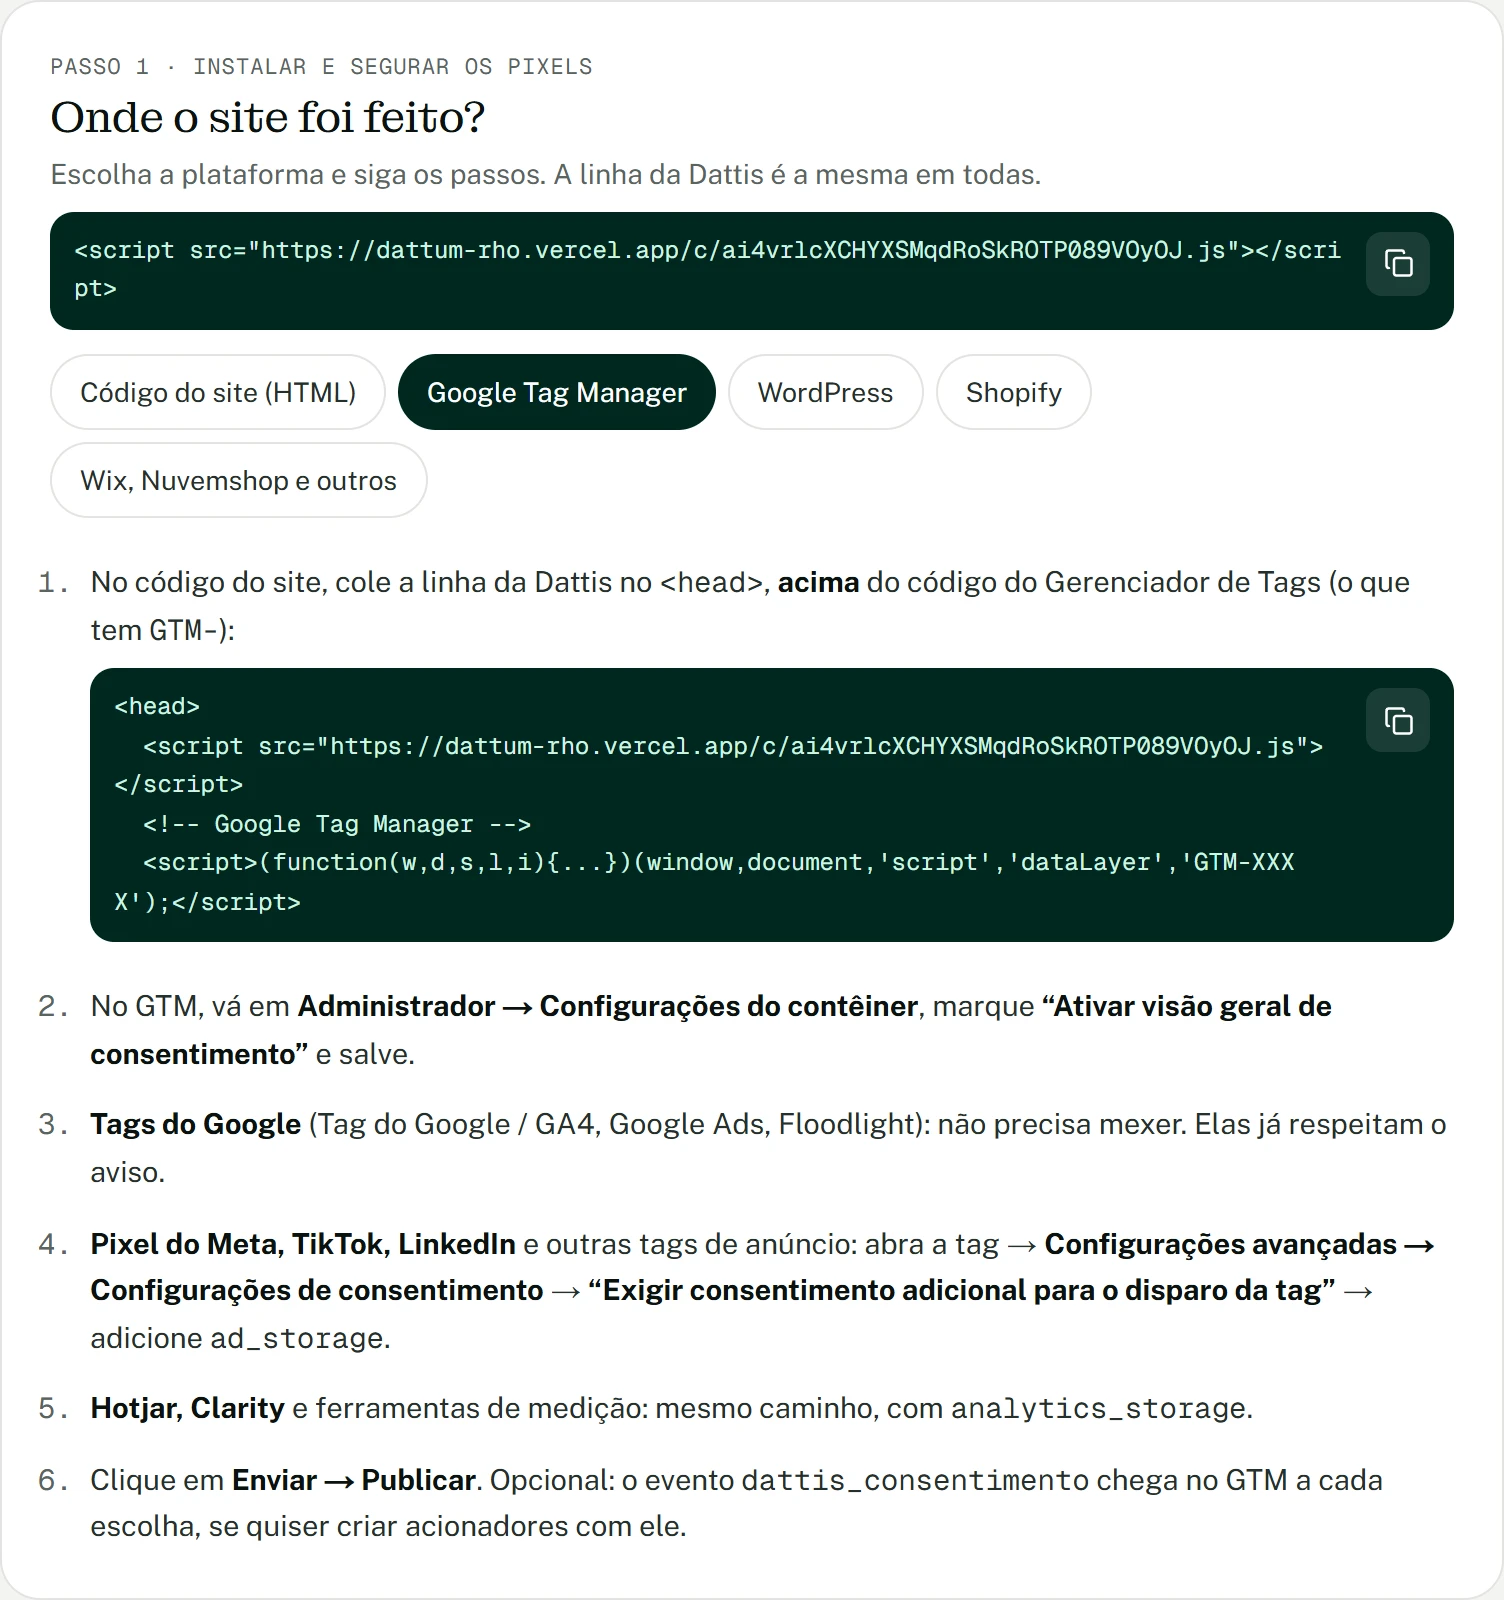 PASSO 1 · INSTALAR E SEGURAR OS PIXELS
Onde o site foi feito?
Escolha a plataforma e siga os passos. A linha da Dattis é a mesma em todas.
<script src="https://dattum-rho.vercel.app/c/ai4vrlcXCHYXSMqdRoSkROTP089VOyOJ.js"></scri
pt>
Código do site (HTML)
Google Tag Manager
WordPress
Shopify
Wix, Nuvemshop e outros
1. No código do site, cole a linha da Dattis no <head>, acima do código do Gerenciador de Tags (o que
tem GTM-):
<head>
  <script src="https://dattum-rho.vercel.app/c/ai4vrlcXCHYXSMqdRoSkROTP089VOyOJ.js">
</script>
  <!-- Google Tag Manager -->
  <script>(function(w,d,s,l,i){...})(window,document,'script','dataLayer','GTM-XXX
X');</script>
2. No GTM, vá em Administrador → Configurações do contêiner, marque “Ativar visão geral de
consentimento” e salve.
3. Tags do Google (Tag do Google / GA4, Google Ads, Floodlight): não precisa mexer. Elas já respeitam o
aviso.
4. Pixel do Meta, TikTok, LinkedIn e outras tags de anúncio: abra a tag → Configurações avançadas →
Configurações de consentimento → “Exigir consentimento adicional para o disparo da tag” →
adicione ad_storage.
5. Hotjar, Clarity e ferramentas de medição: mesmo caminho, com analytics_storage.
6. Clique em Enviar → Publicar. Opcional: o evento dattis_consentimento chega no GTM a cada
escolha, se quiser criar acionadores com ele.